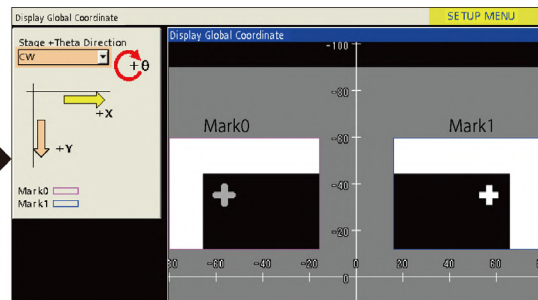 Display Global Coordinate
SETUP MENU
Stage +Theta Direction
CW
+θ
+X
+Y
Mark0
Mark1
Display Global Coordinate
-100
-80
Mark0
Mark1
-60
-40
-20
-60 -40 -20 0 20 40 60
0